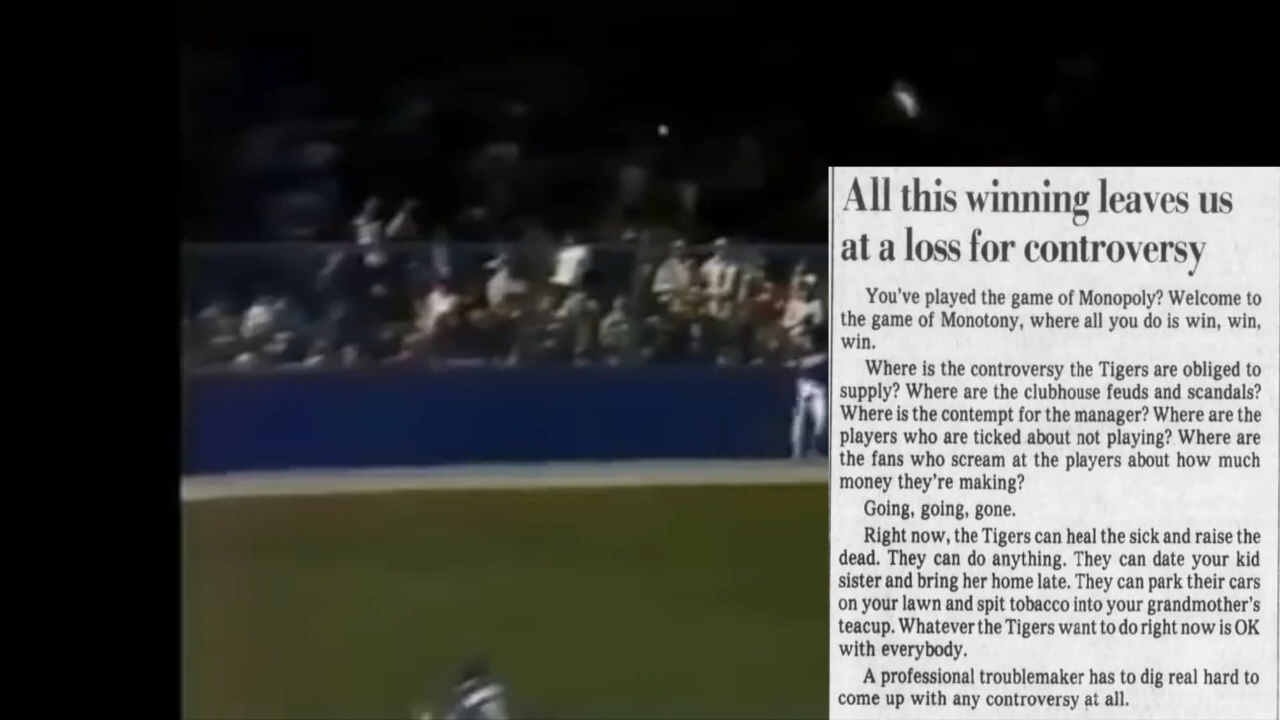 All this winning leaves us
at a loss for controversy
You've played the game of Monopoly? Welcome to
the game of Monotony, where all you do is win, win,
win.
Where is the controversy the Tigers are obliged to
supply? Where are the clubhouse feuds and scandals?
Where is the contempt for the manager? Where are the
players who are ticked about not playing? Where are
the fans who scream at the players about how much
money they're making?
Going, going, gone.
Right now, the Tigers can heal the sick and raise the
dead. They can do anything. They can date your kid
sister and bring her home late. They can park their cars
on your lawn and spit tobacco into your grandmother's
teacup. Whatever the Tigers want to do right now is OK
with everybody.
A professional troublemaker has to dig real hard to
come up with any controversy at all.